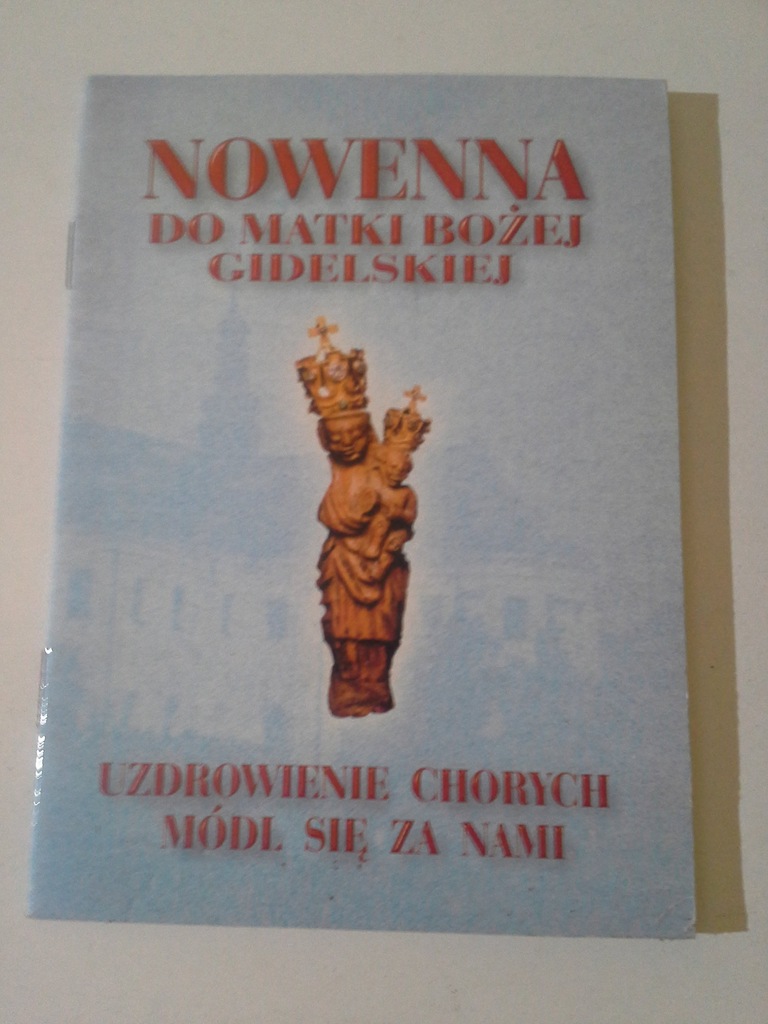 NOWENNA
DO MATKI BOŻEJ
GIDELSKIEJ
UZDROWIENIE CHORYCH
MÓDL SIĘ ZA NAMI